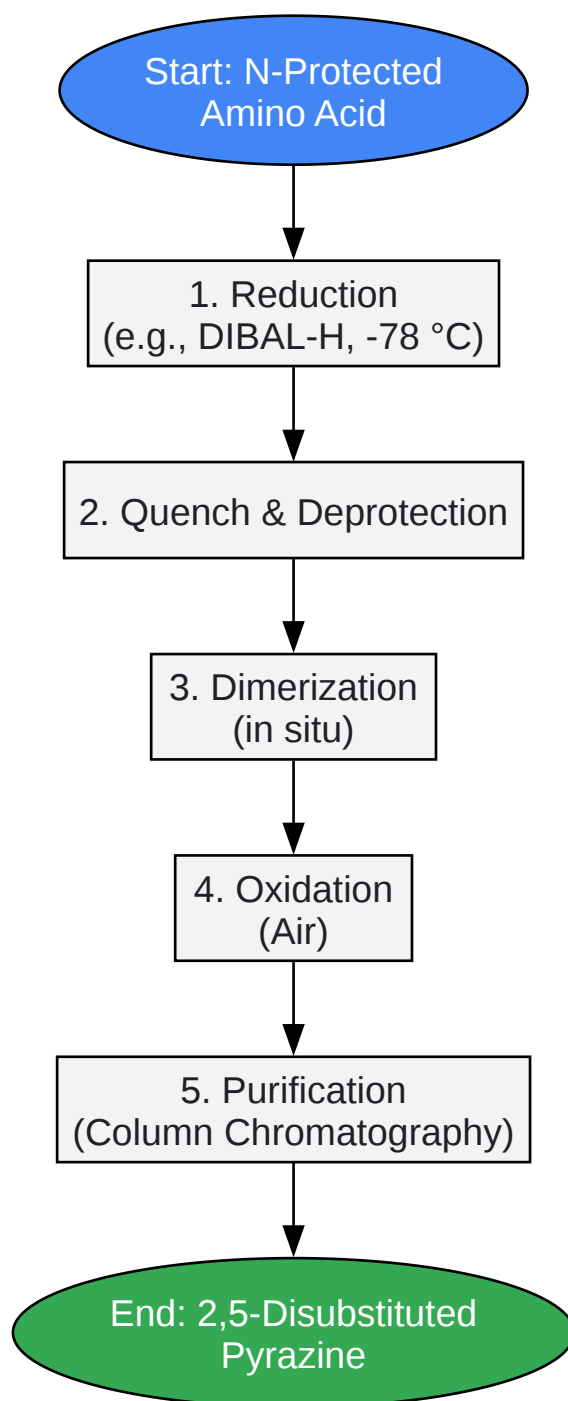 Start: N-Protected
Amino Acid
1. Reduction
(e.g., DIBAL-H, -78 °C)
2. Quench & Deprotection
3. Dimerization
(in situ)
4. Oxidation
(Air)
5. Purification
(Column Chromatography)
End: 2,5-Disubstituted
Pyrazine